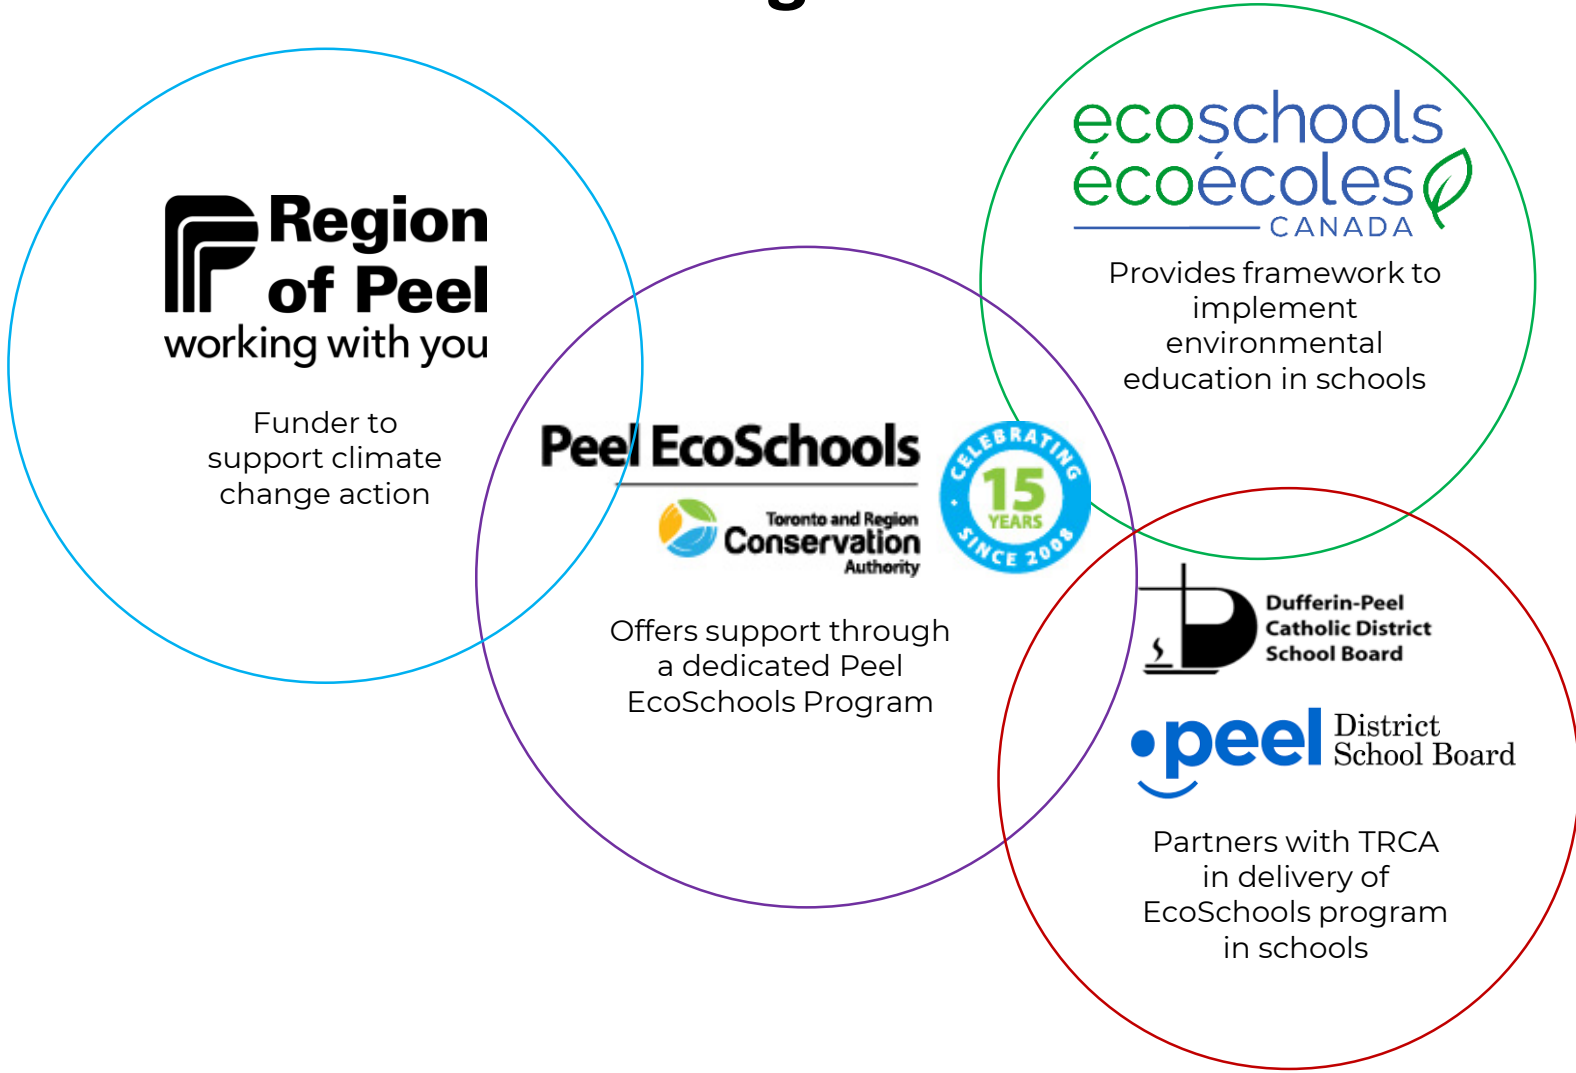 Region
of Peel
working with you
Funder to
support climate
change action
Peel EcoSchools
Toronto and Region
Conservation
Authority
CELEBRATING
15
YEARS
SINCE 2008
Offers support through
a dedicated Peel
EcoSchools Program
ecoschools
écoécoles
CANADA
Provides framework to
implement
environmental
education in schools
Dufferin-Peel
Catholic District
School Board
peel District
School Board
Partners with TRCA
in delivery of
EcoSchools program
in schools